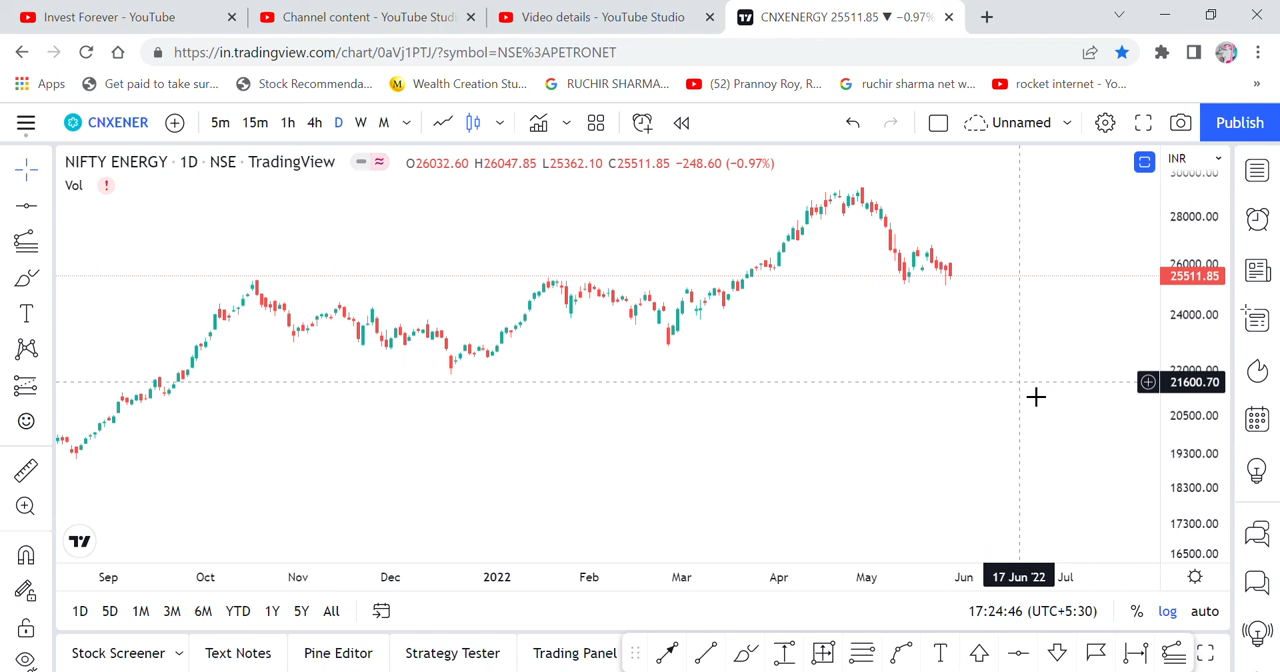 Invest Forever - YouTube
Channel content - YouTube Studi
Video details - YouTube Studio
CNXENERGY 25511.85 ▼ −0.97%
https://in.tradingview.com/chart/0aVj1PTJ/?symbol=NSE%3APETRONET
Apps
Get paid to take sur...
Stock Recommenda...
M Wealth Creation Stu...
RUCHIR SHARMA...
(52) Prannoy Roy, R...
ruchir sharma net w...
rocket internet - Yo...
»
CNXENER
5m 15m 1h 4h D W M
Unnamed
Publish
NIFTY ENERGY · 1D · NSE · TradingView
O26032.60 H26047.85 L25362.10 C25511.85 −248.60 (−0.97%)
INR
Vol !
30000.00
28000.00
26000.00
25511.85
24000.00
22000.00
21600.70
20500.00
19300.00
18300.00
17300.00
16500.00
Sep Oct Nov Dec 2022 Feb Mar Apr May Jun 17 Jun '22 Jul
1D 5D 1M 3M 6M YTD 1Y 5Y All
17:24:46 (UTC+5:30)
% log auto
Stock Screener
Text Notes
Pine Editor
Strategy Tester
Trading Panel